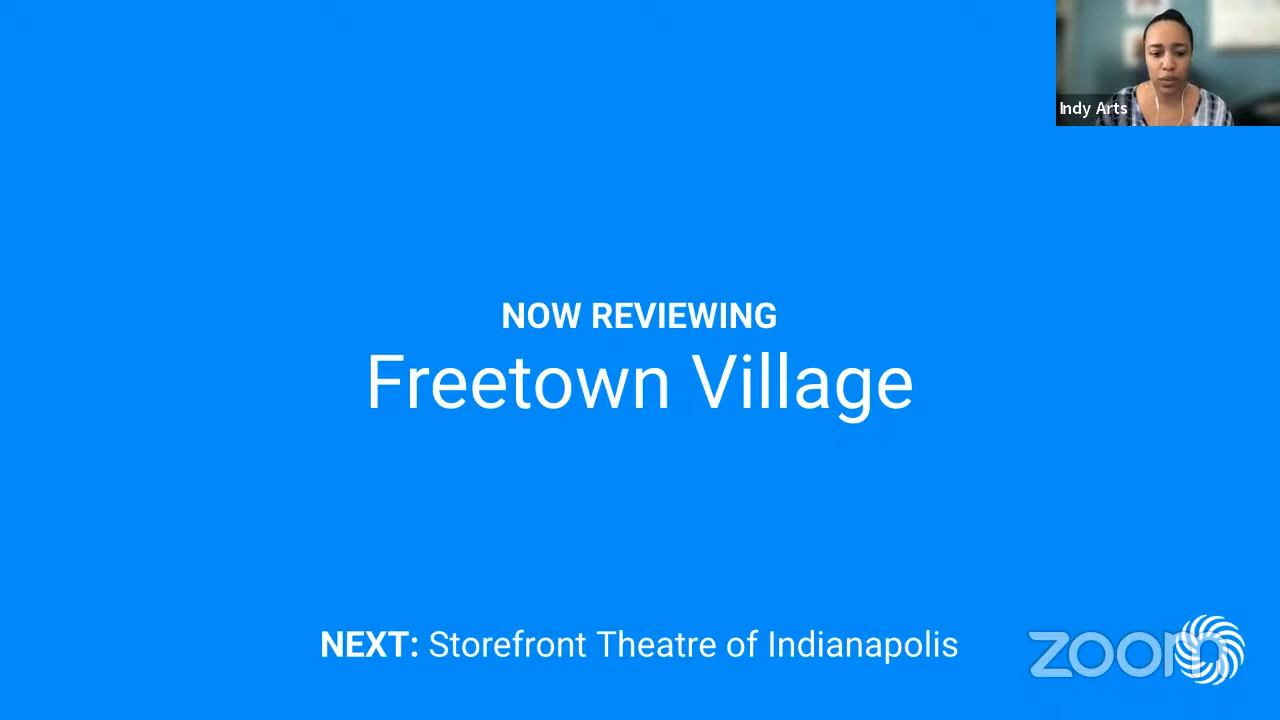 Indy Arts
NOW REVIEWING
Freetown Village
NEXT: Storefront Theatre of Indianapolis
zoom